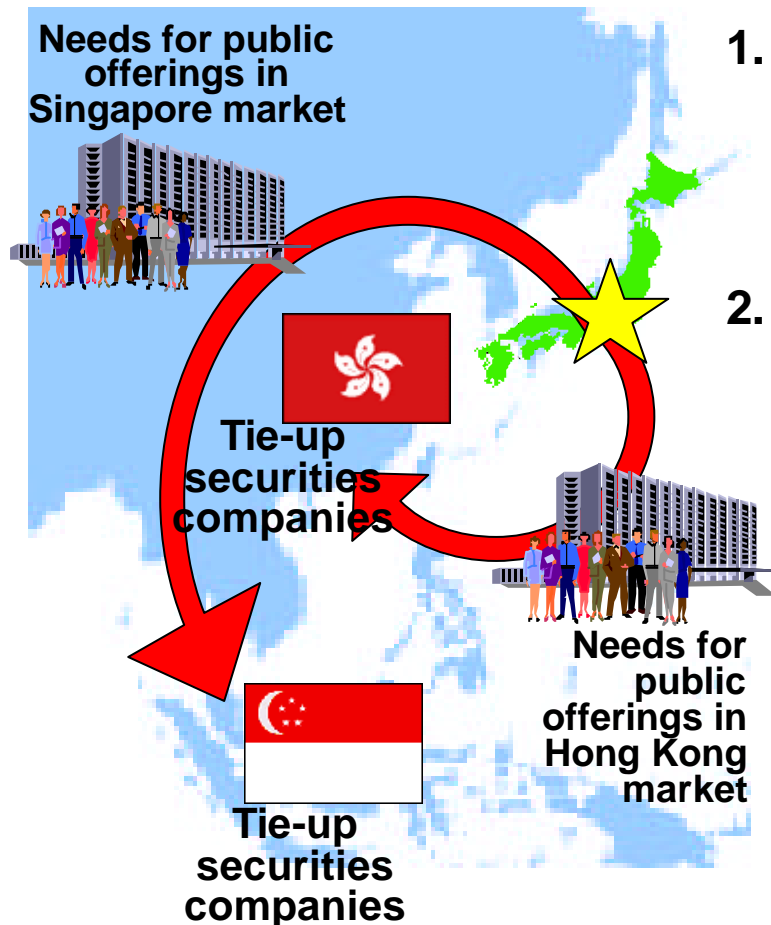 Needs for public
offerings in
Singapore market
1.
2.
Tie-up
securities
companies
Needs for
public
offerings in
Hong Kong
market
Tie-up
securities
companies